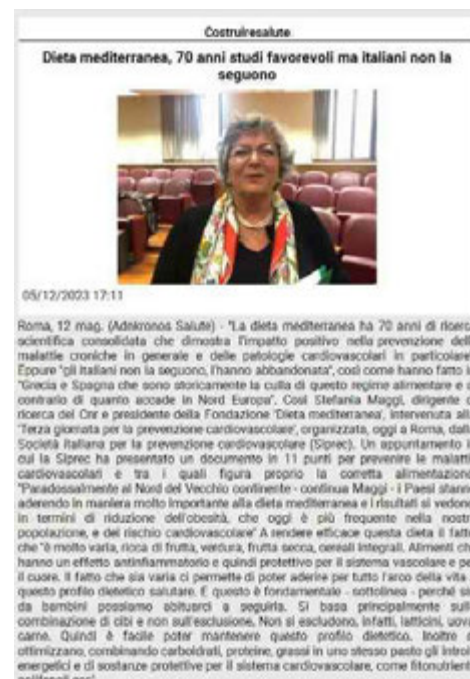 Costruiresalute
Dieta mediterranea, 70 anni studi favorevoli ma italiani non la
seguono
05/12/2023 17:11
Roma, 12 mag. (Adnkronos Salute) - "La dieta mediterranea ha 70 anni di ricerca
scientifica consolidata che dimostra l'impatto positivo nella prevenzione delle
malattie croniche in generale e delle patologie cardiovascolari in particolare.
Eppure "gli italiani non la seguono, l'hanno abbandonata", così come hanno fatto in
"Grecia e Spagna che sono storicamente la culla di questo regime alimentare e
contrario di quanto accade in Nord Europa". Così Stefania Maggi, dirigente
ricerca del Cnr e presidente della Fondazione 'Dieta mediterranea', intervenuta
'Terza giornata per la prevenzione cardiovascolare', organizzata, oggi a Roma, dalla
Società italiana per la prevenzione cardiovascolare (Siprec). Un appuntamento
cui la Siprec ha presentato un documento in 11 punti per prevenire le malattie
cardiovascolari e tra i quali figura proprio la corretta alimentazione.
"Paradossalmente al Nord del Vecchio continente - continua Maggi - i Paesi stanno
aderendo in maniera molto importante alla dieta mediterranea e i risultati si vedono
in termini di riduzione dell'obesità, che oggi è più frequente nella nostra
popolazione, e del rischio cardiovascolare" A rendere efficace questa dieta il fatto
che "è molto varia, ricca di frutta, verdura, frutta secca, cereali integrali. Alimenti che
hanno un effetto antinfiammatorio e quindi protettivo per il sistema vascolare e per
il cuore. Il fatto che sia varia ci permette di poter aderire per tutto l'arco della vita
questo profilo dietetico salutare. E questo è fondamentale - sottolinea - perché sin
da bambini possiamo abituarci a seguirla. Si basa principalmente sulla
combinazione di cibi e non sull'esclusione. Non si escludono, infatti, latticini, uova,
carne. Quindi è facile poter mantenere questo profilo dietetico. Inoltre
ottimizzano, combinando carboidrati, proteine, grassi in uno stesso pasto gli introiti
energetici e di sostanze protettive per il sistema cardiovascolare, come fitonutrienti